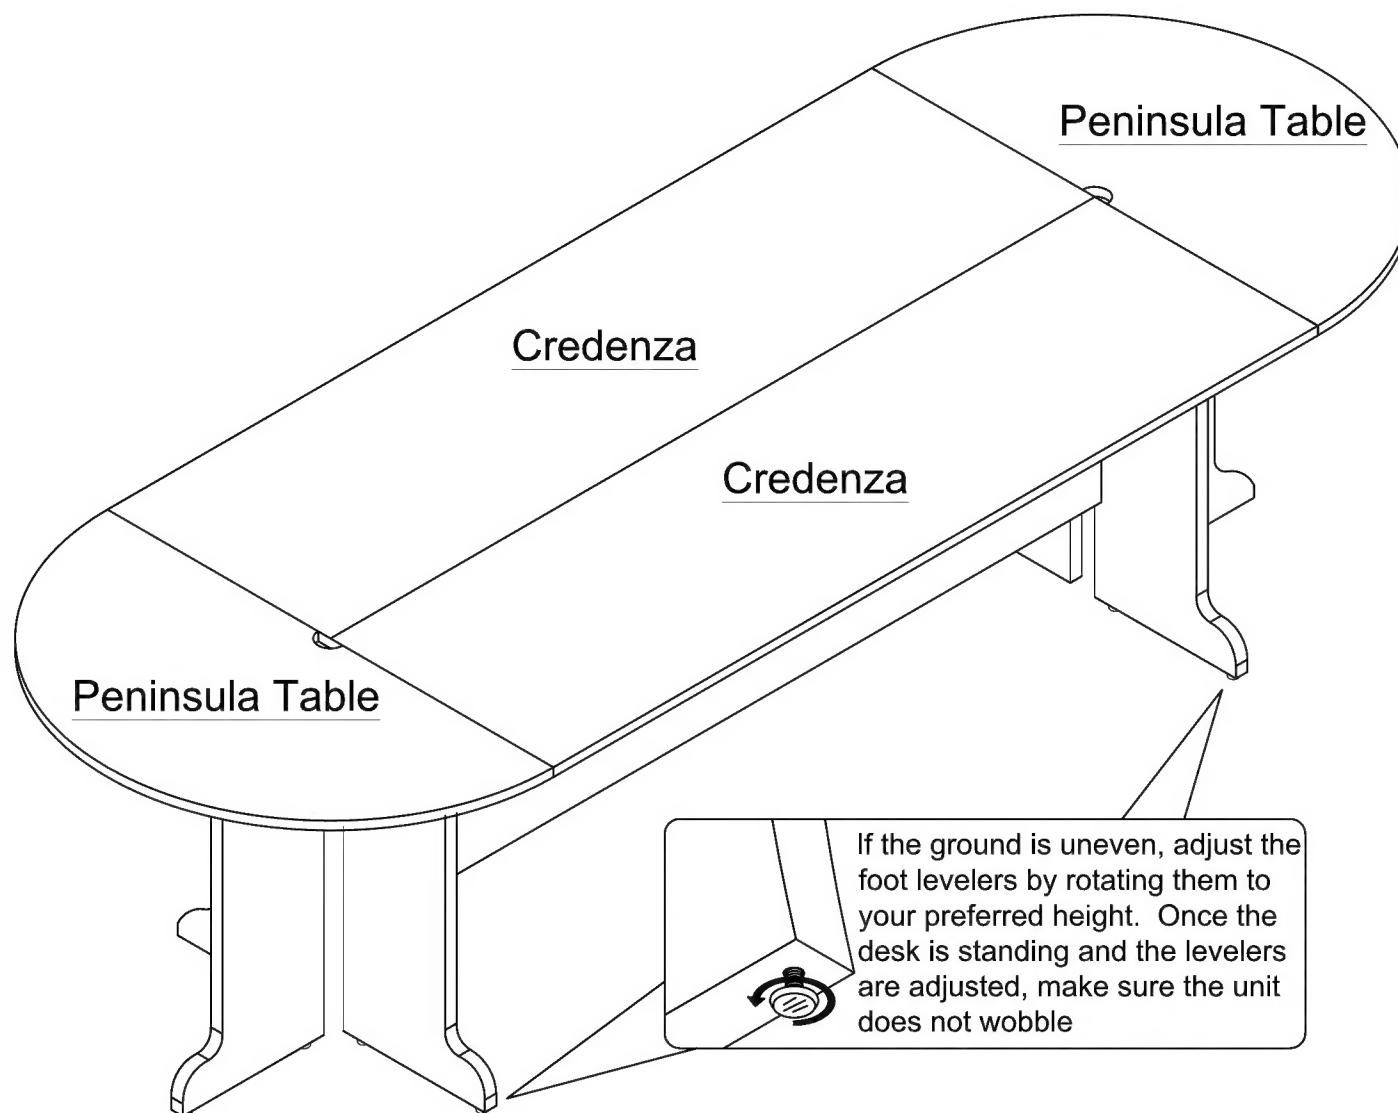 Peninsula Table
Credenza
Credenza
Peninsula Table
If the ground is uneven, adjust the
foot levelers by rotating them to
your preferred height.  Once the
desk is standing and the levelers
are adjusted, make sure the unit
does not wobble